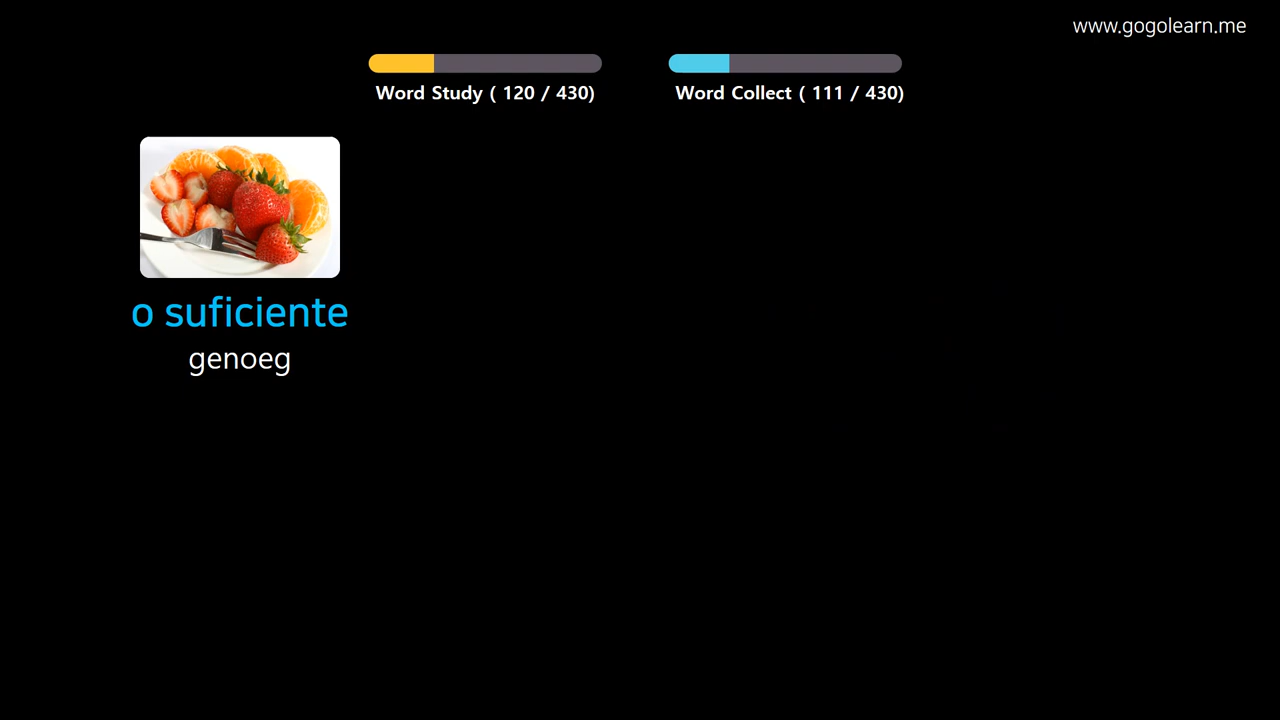 www.gogolearn.me
Word Study ( 120 / 430)
Word Collect ( 111 / 430)
o suficiente
genoeg